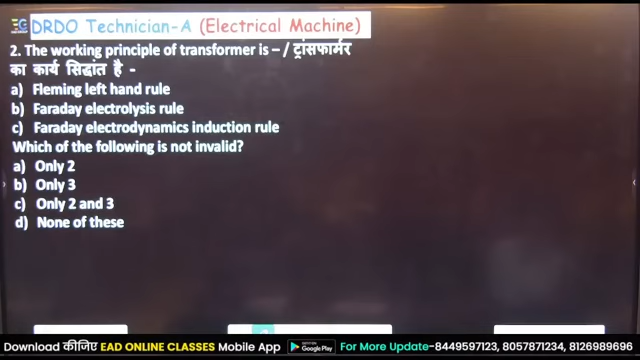 EG DRDO Technician-A (Electrical Machine)
2. The working principle of transformer is – / ट्रांसफार्मर
का कार्य सिद्धांत है -
a) Fleming left hand rule
b) Faraday electrolysis rule
c) Faraday electrodynamics induction rule
Which of the following is not invalid?
a) Only 2
b) Only 3
c) Only 2 and 3
d) None of these
Download कीजिए EAD ONLINE CLASSES Mobile App Google Play For More Update-8449597123, 8057871234, 8126989696